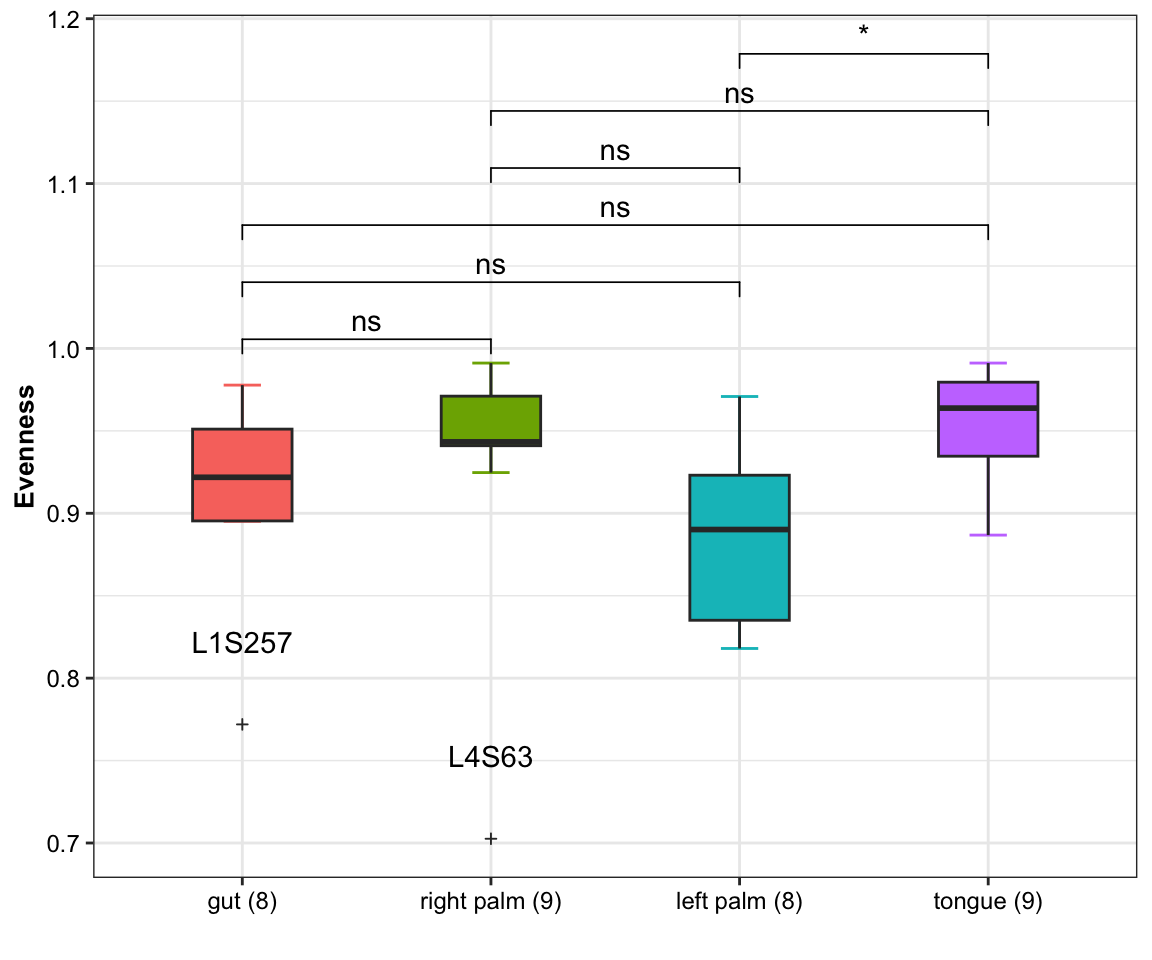 1.2
*
ns
ns
1.1
ns
ns
ns
1.0
Evenness
0.9
L1S257
0.8
L4S63
0.7
gut (8) right palm (9) left palm (8) tongue (9)